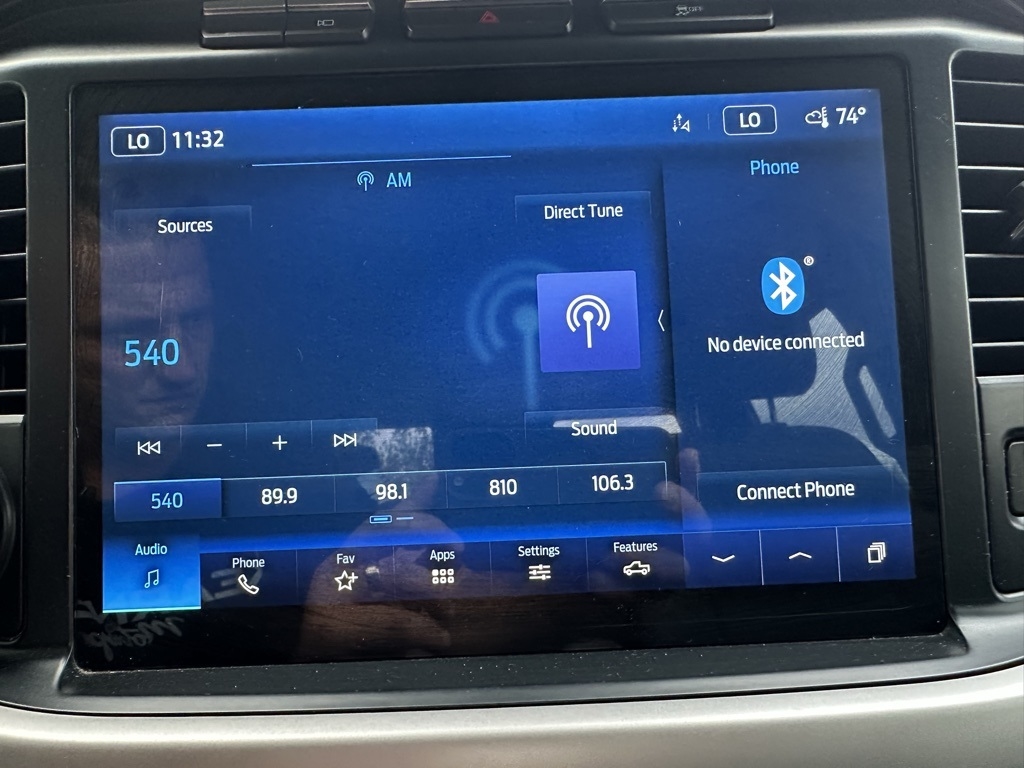 OFF
LO 11:32
LO 74°
AM
Phone
Sources
Direct Tune
®
540
No device connected
Sound
540 89.9 98.1 810 106.3
Connect Phone
Audio Phone Fav Apps Settings Features